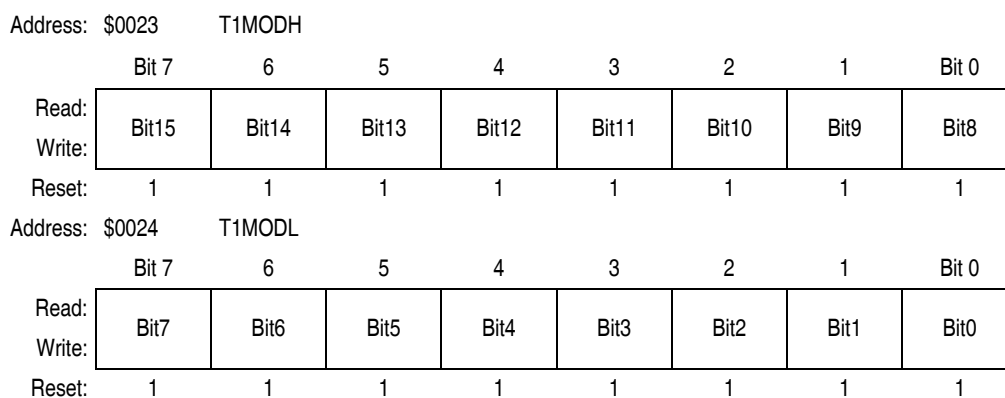 Address: $0023 T1MODH
Bit 7 6 5 4 3 2 1 Bit 0
Read:
Bit15 Bit14 Bit13 Bit12 Bit11 Bit10 Bit9 Bit8
Write:
Reset: 1 1 1 1 1 1 1 1
Address: $0024 T1MODL
Bit 7 6 5 4 3 2 1 Bit 0
Read:
Bit7 Bit6 Bit5 Bit4 Bit3 Bit2 Bit1 Bit0
Write:
Reset: 1 1 1 1 1 1 1 1